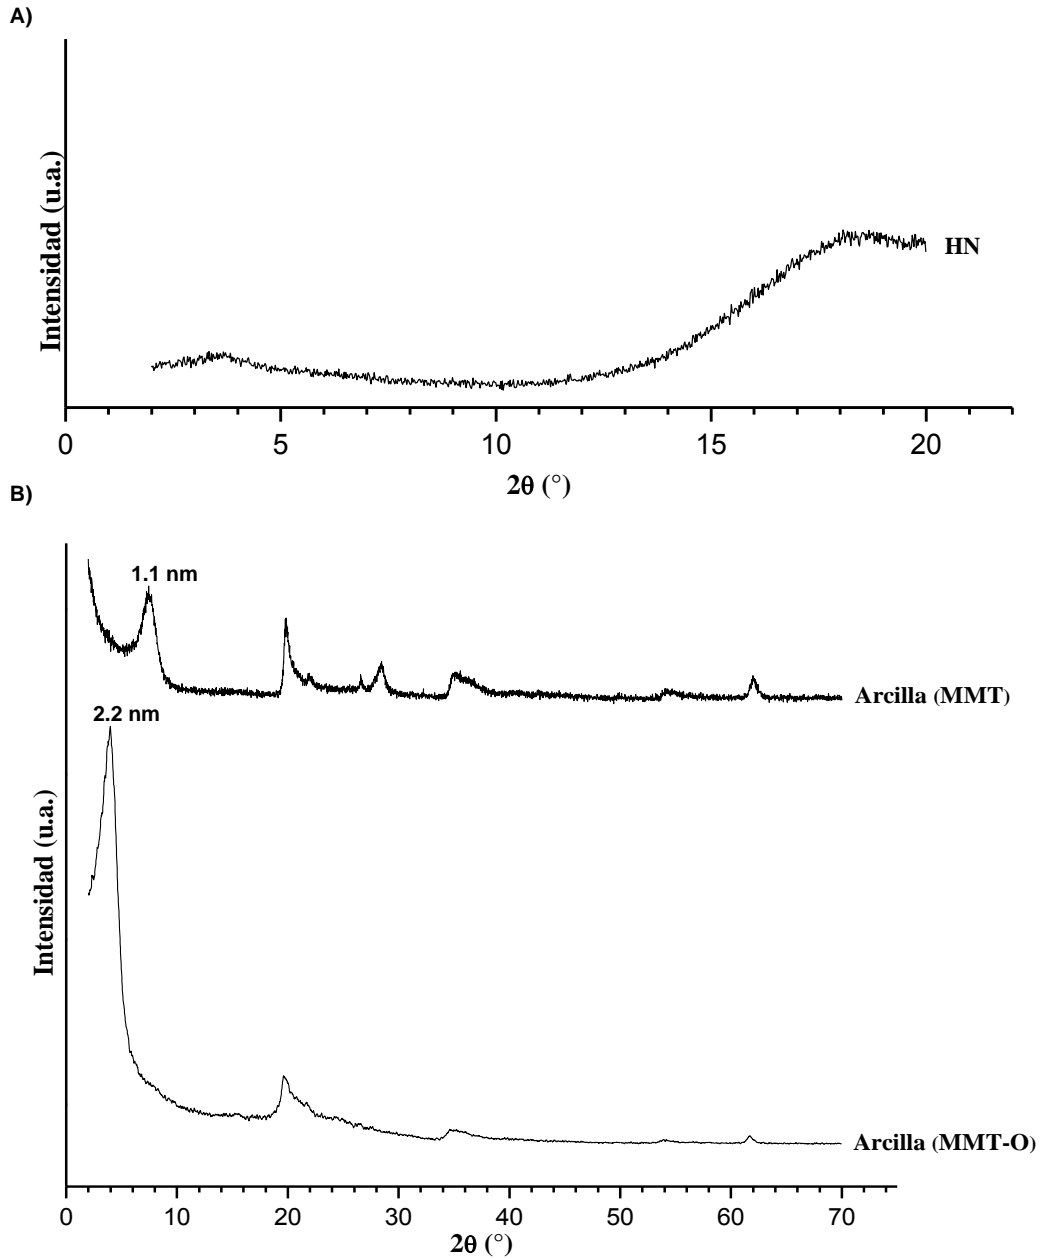 A)
Intensidad (u.a.)
HN
0 5 10 15 20
2θ (°)
B)
1.1 nm
Arcilla (MMT)
2.2 nm
Intensidad (u.a.)
Arcilla (MMT-O)
0 10 20 30 40 50 60 70
2θ (°)